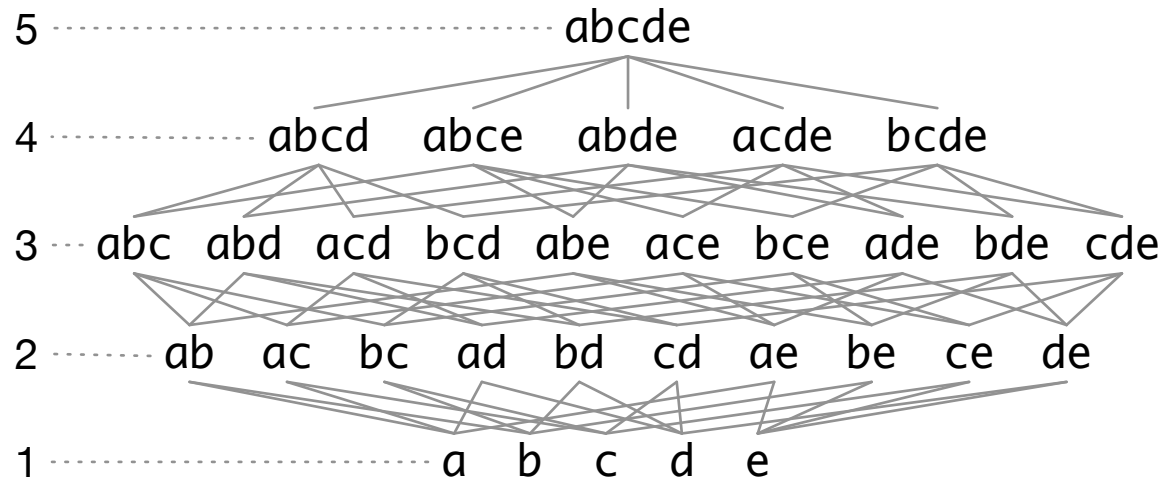 5 abcde
4 abcd abce abde acde bcde
3 abc abd acd bcd abe ace bce ade bde cde
2 ab ac bc ad bd cd ae be ce de
1 a b c d e